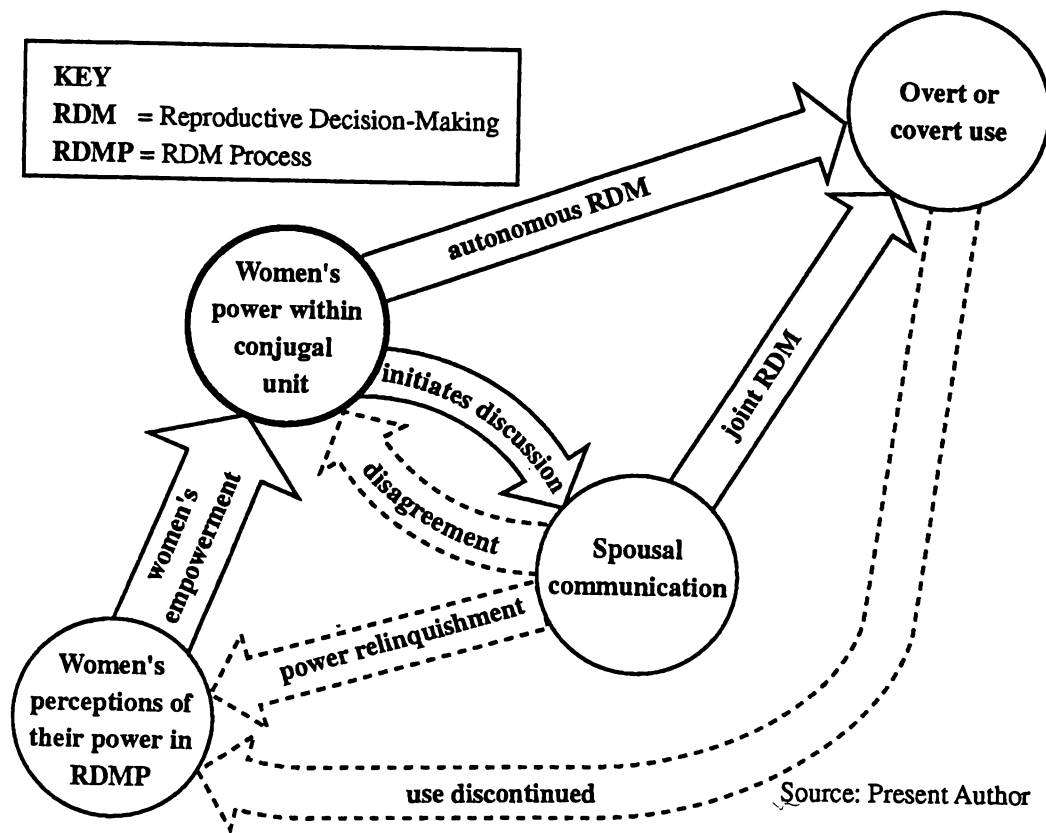 KEY
RDM = Reproductive Decision-Making
RDMP = RDM Process
Overt or
covert use
autonomous RDM
Women's
power within
conjugal
unit
initiates discussion
joint RDM
disagreement
women's
empowerment
Spousal
communication
power relinquishment
Women's
perceptions of
their power in
RDMP
use discontinued
Source: Present Author